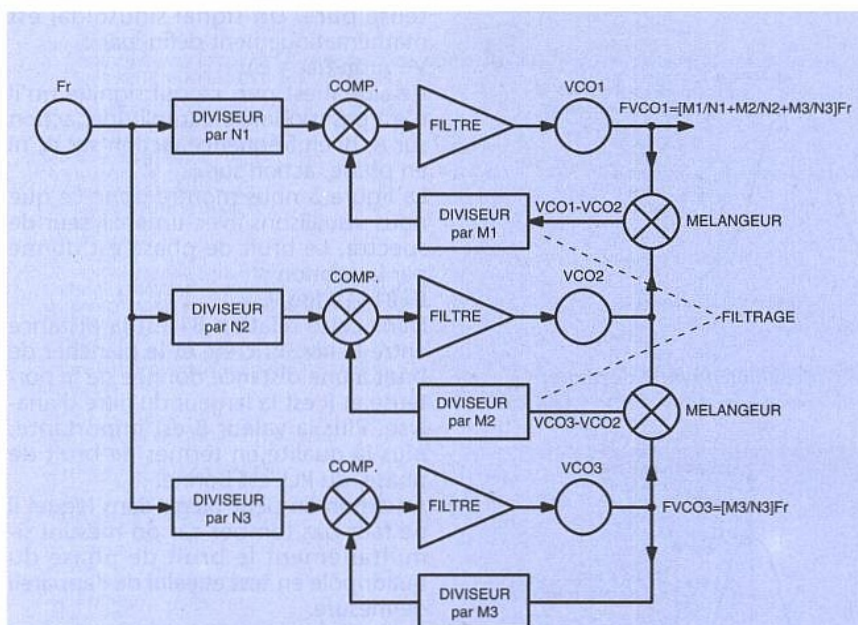 Fr
DIVISEUR
par N1
COMP.
FILTRE
VCO1
FVCO1=[M1/N1+M2/N2+M3/N3]Fr
DIVISEUR
par M1
VCO1-VCO2
MELANGEUR
DIVISEUR
par N2
COMP.
FILTRE
VCO2
FILTRAGE
DIVISEUR
par M2
VCO3-VCO2
MELANGEUR
DIVISEUR
par N3
COMP.
FILTRE
VCO3
FVCO3=[M3/N3]Fr
DIVISEUR
par M3